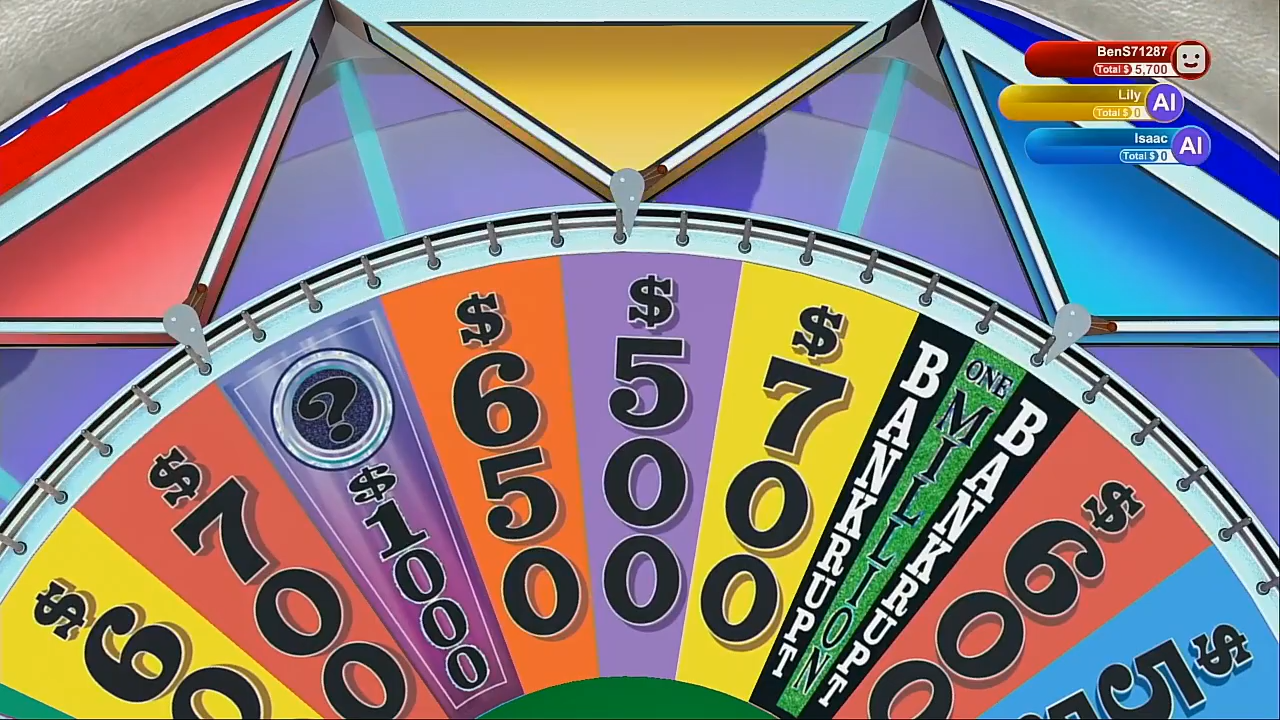 BenS71287
Total $ 5,700
Lily
Total $ 0
Isaac
Total $ 0
AI
AI
$700
?
$1000
$650
$500
$700
BANKRUPT
ONE MILLION
BANKRUPT
$600